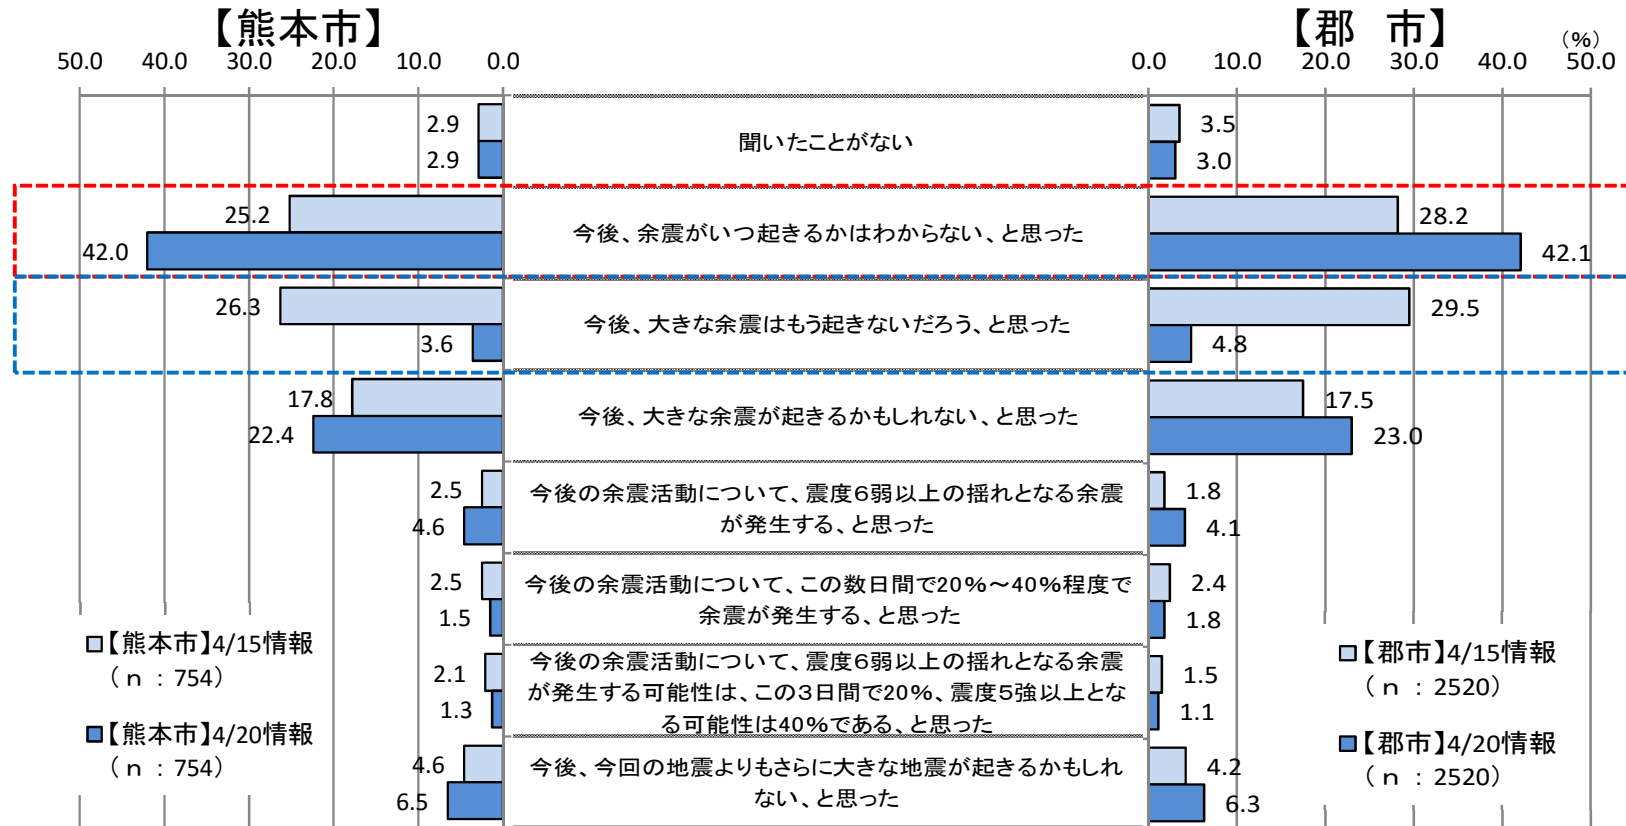 【熊本市】
【郡　市】
(%)
50.0 40.0 30.0 20.0 10.0 0.0
0.0 10.0 20.0 30.0 40.0 50.0
2.9
2.9
聞いたことがない
3.5
3.0
25.2
42.0
今後、余震がいつ起きるかはわからない、と思った
28.2
42.1
26.3
3.6
今後、大きな余震はもう起きないだろう、と思った
29.5
4.8
17.8
22.4
今後、大きな余震が起きるかもしれない、と思った
17.5
23.0
2.5
4.6
今後の余震活動について、震度６弱以上の揺れとなる余震
が発生する、と思った
1.8
4.1
2.5
1.5
今後の余震活動について、この数日間で20%～40%程度で
余震が発生する、と思った
2.4
1.8
2.1
1.3
今後の余震活動について、震度６弱以上の揺れとなる余震
が発生する可能性は、この３日間で20%、震度５強以上とな
る可能性は40%である、と思った
1.5
1.1
4.6
6.5
今後、今回の地震よりもさらに大きな地震が起きるかもしれ
ない、と思った
4.2
6.3
【熊本市】4/15情報
（ｎ：754）
【熊本市】4/20情報
（ｎ：754）
【郡市】4/15情報
（ｎ：2520）
【郡市】4/20情報
（ｎ：2520）